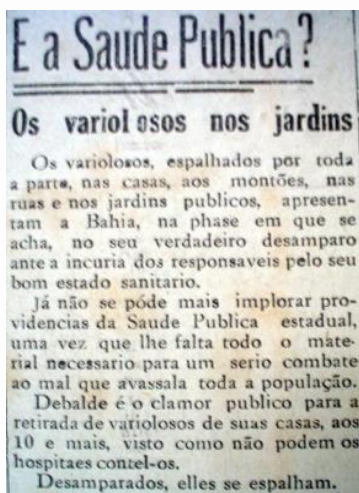 E a Saude Publica?
Os variolosos nos jardins
Os variolosos, espalhados por toda
a parte, nas casas, aos montões, nas
ruas e nos jardins publicos, apresen-
tam a Bahia, na phase em que se
acha, no seu verdadeiro desamparo
ante a incuria dos responsaveis pelo seu
bom estado sanitario.
Já não se póde mais implorar pro-
videncias da Saude Publica estadual,
uma vez que lhe falta todo o mate-
rial necessario para um serio combate
ao mal que avassala toda a população.
Debalde é o clamor publico para a
retirada de variolosos de suas casas, aos
10 e mais, visto como não podem os
hospitaes contel-os.
Desamparados, elles se espalham.